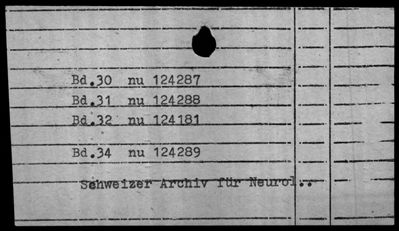 Bd.30 nu 124287
Bd.31 nu 124288
Bd.32 nu 124181
Bd.34 nu 124289
Schweizer Archiv für Neurol..